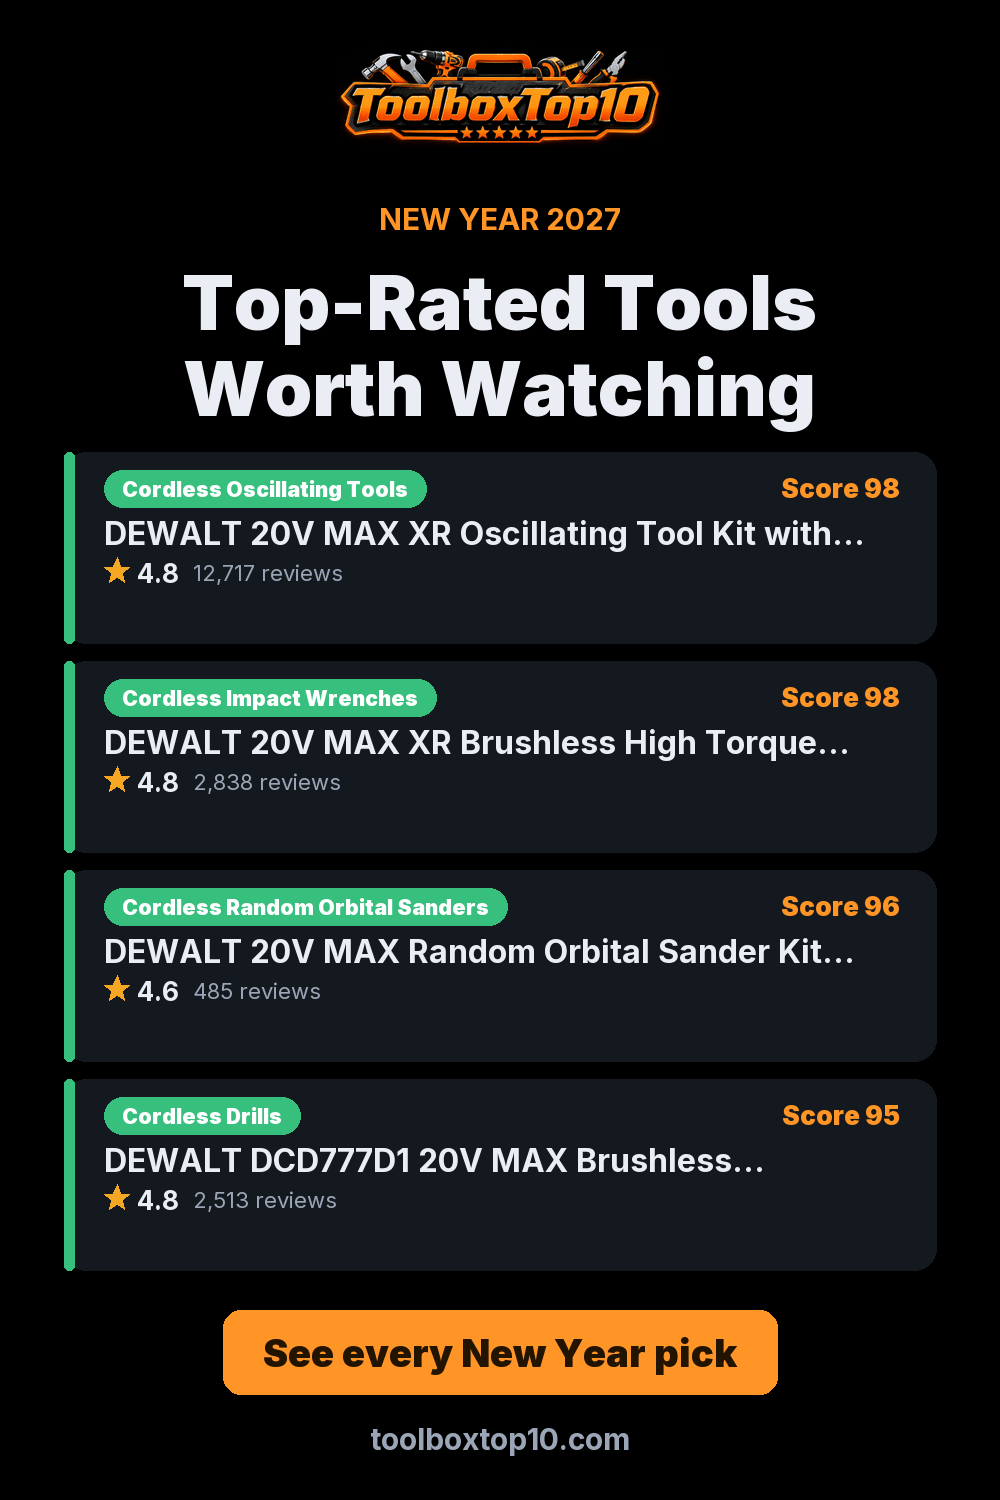 ToolboxTop10
NEW YEAR 2027
Top-Rated Tools
Worth Watching
Cordless Oscillating Tools
Score 98
DEWALT 20V MAX XR Oscillating Tool Kit with...
4.8 12,717 reviews
Cordless Impact Wrenches
Score 98
DEWALT 20V MAX XR Brushless High Torque...
4.8 2,838 reviews
Cordless Random Orbital Sanders
Score 96
DEWALT 20V MAX Random Orbital Sander Kit...
4.6 485 reviews
Cordless Drills
Score 95
DEWALT DCD777D1 20V MAX Brushless...
4.8 2,513 reviews
See every New Year pick
toolboxtop10.com